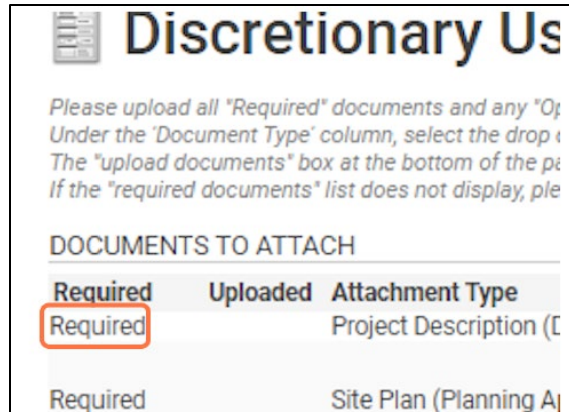 Discretionary Us
Please upload all "Required" documents and any "Op
Under the 'Document Type' column, select the drop
The "upload documents" box at the bottom of the pa
If the "required documents" list does not display, ple
DOCUMENTS TO ATTACH
Required Uploaded Attachment Type
Required Project Description (D
Required Site Plan (Planning Ap